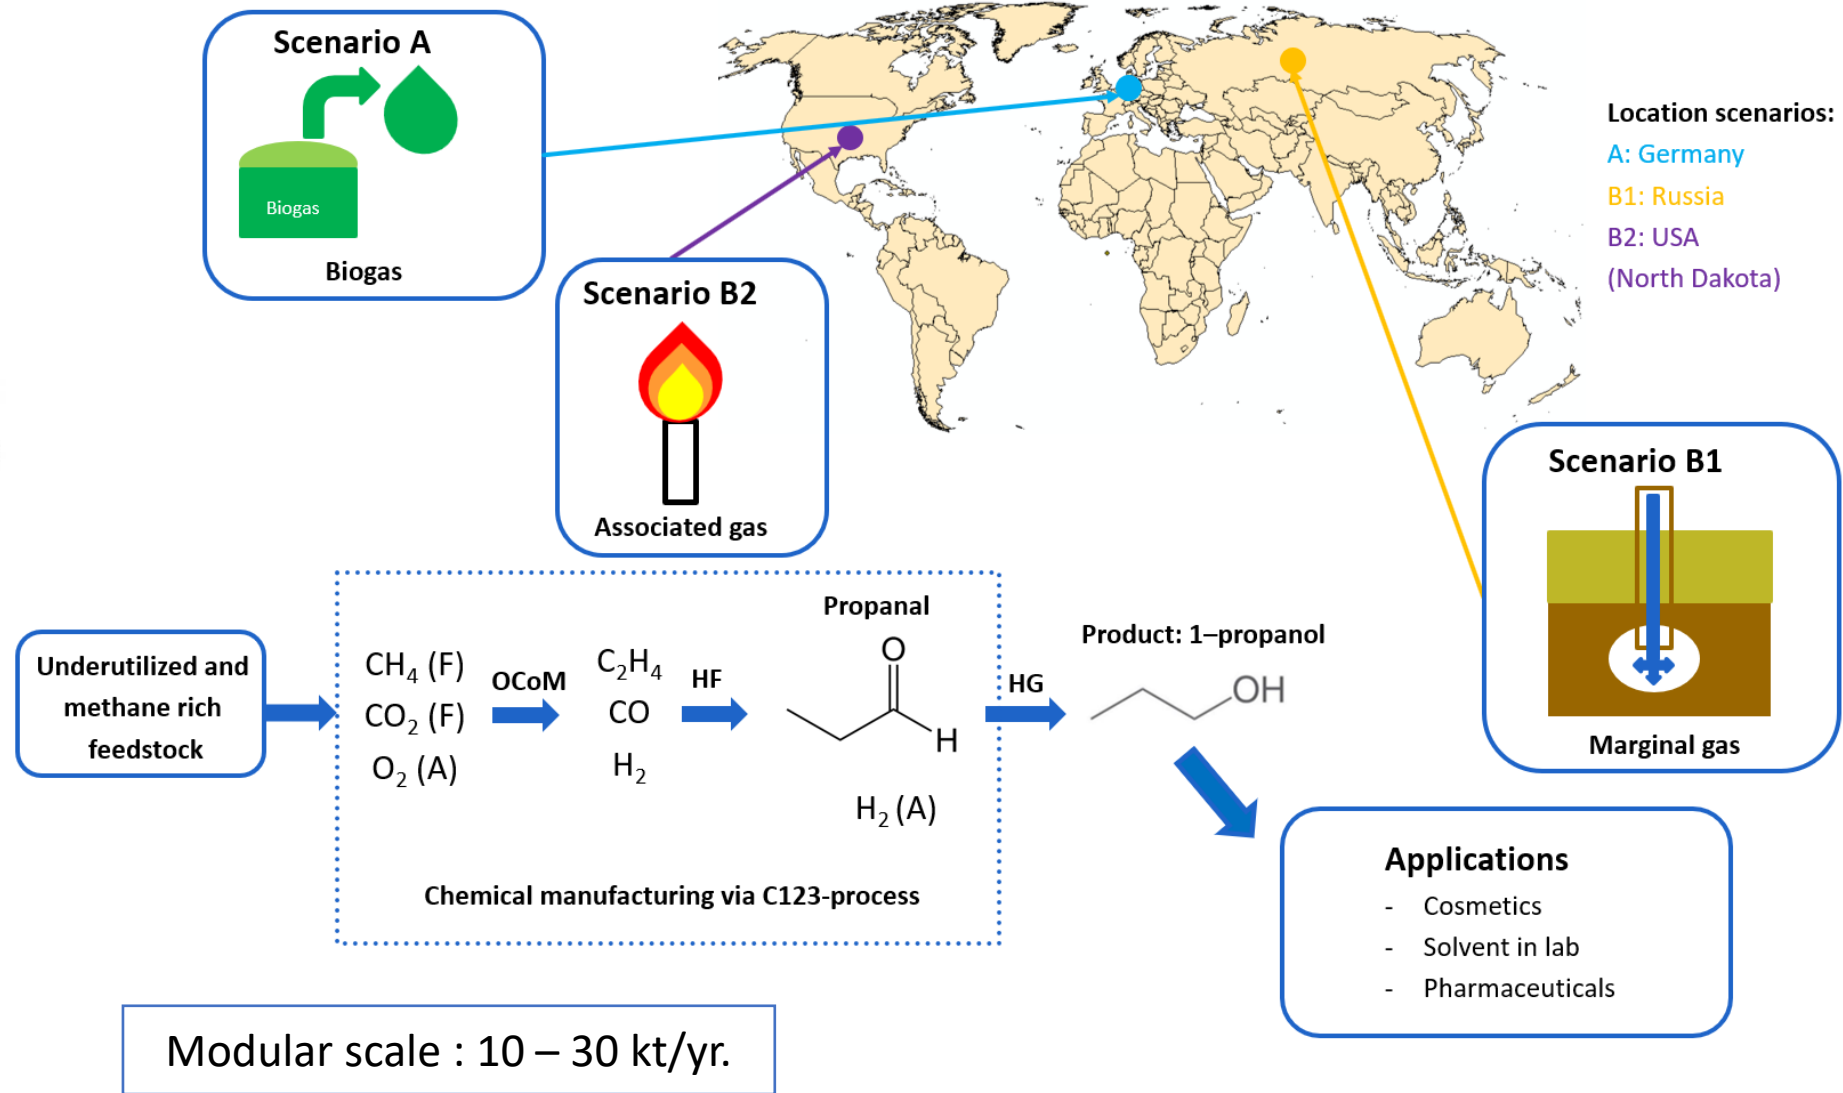 Scenario A
Biogas
Biogas
Location scenarios:
A: Germany
B1: Russia
B2: USA
(North Dakota)
Scenario B2
Associated gas
Scenario B1
Marginal gas
Underutilized and
methane rich
feedstock
CH₄ (F)
CO₂ (F)
O₂ (A)
OCoM
C₂H₄
CO
H₂
HF
Propanal
O
H
H₂ (A)
Chemical manufacturing via C123-process
HG
Product: 1–propanol
OH
Applications
- Cosmetics
- Solvent in lab
- Pharmaceuticals
Modular scale : 10 – 30 kt/yr.